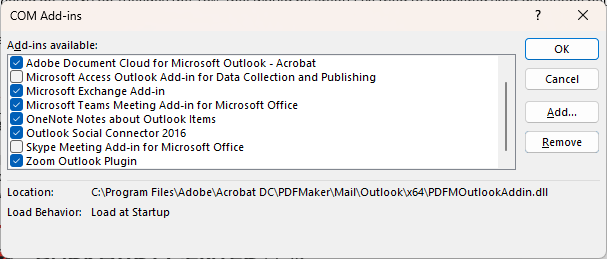 COM Add-ins
?
Add-ins available:
Adobe Document Cloud for Microsoft Outlook - Acrobat
Microsoft Access Outlook Add-in for Data Collection and Publishing
Microsoft Exchange Add-in
Microsoft Teams Meeting Add-in for Microsoft Office
OneNote Notes about Outlook Items
Outlook Social Connector 2016
Skype Meeting Add-in for Microsoft Office
Zoom Outlook Plugin
OK
Cancel
Add...
Remove
Location: C:\Program Files\Adobe\Acrobat DC\PDFMaker\Mail\Outlook\x64\PDFMOutlookAddin.dll
Load Behavior: Load at Startup